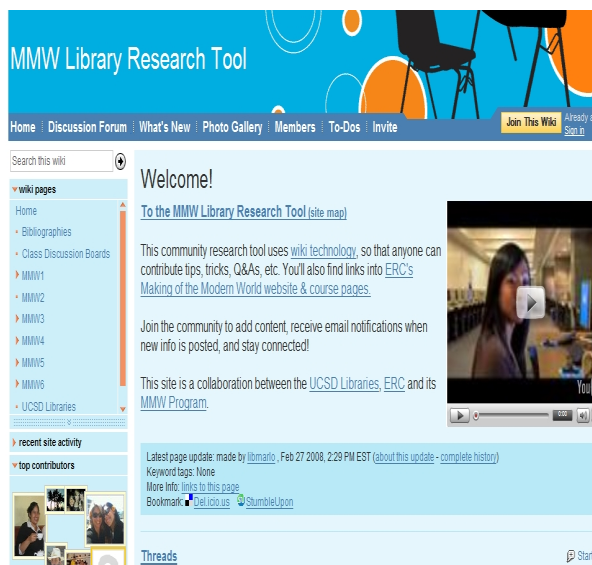 MMW Library Research Tool
Home Discussion Forum What's New Photo Gallery Members To-Dos Invite
Join This Wiki
Already a
Sign in
Search this wiki
wiki pages
Home
Bibliographies
Class Discussion Boards
MMW1
MMW2
MMW3
MMW4
MMW5
MMW6
UCSD Libraries
recent site activity
top contributors
Welcome!
To the MMW Library Research Tool (site map)
This community research tool uses wiki technology, so that anyone can
contribute tips, tricks, Q&As, etc. You'll also find links into ERC's
Making of the Modern World website & course pages.
Join the community to add content, receive email notifications when
new info is posted, and stay connected!
This site is a collaboration between the UCSD Libraries, ERC and its
MMW Program.
You
0:00
Latest page update: made by libmario , Feb 27 2008, 2:29 PM EST (about this update - complete history)
Keyword tags: None
More Info: links to this page
Bookmark: Del.icio.us StumbleUpon
Threads
Start